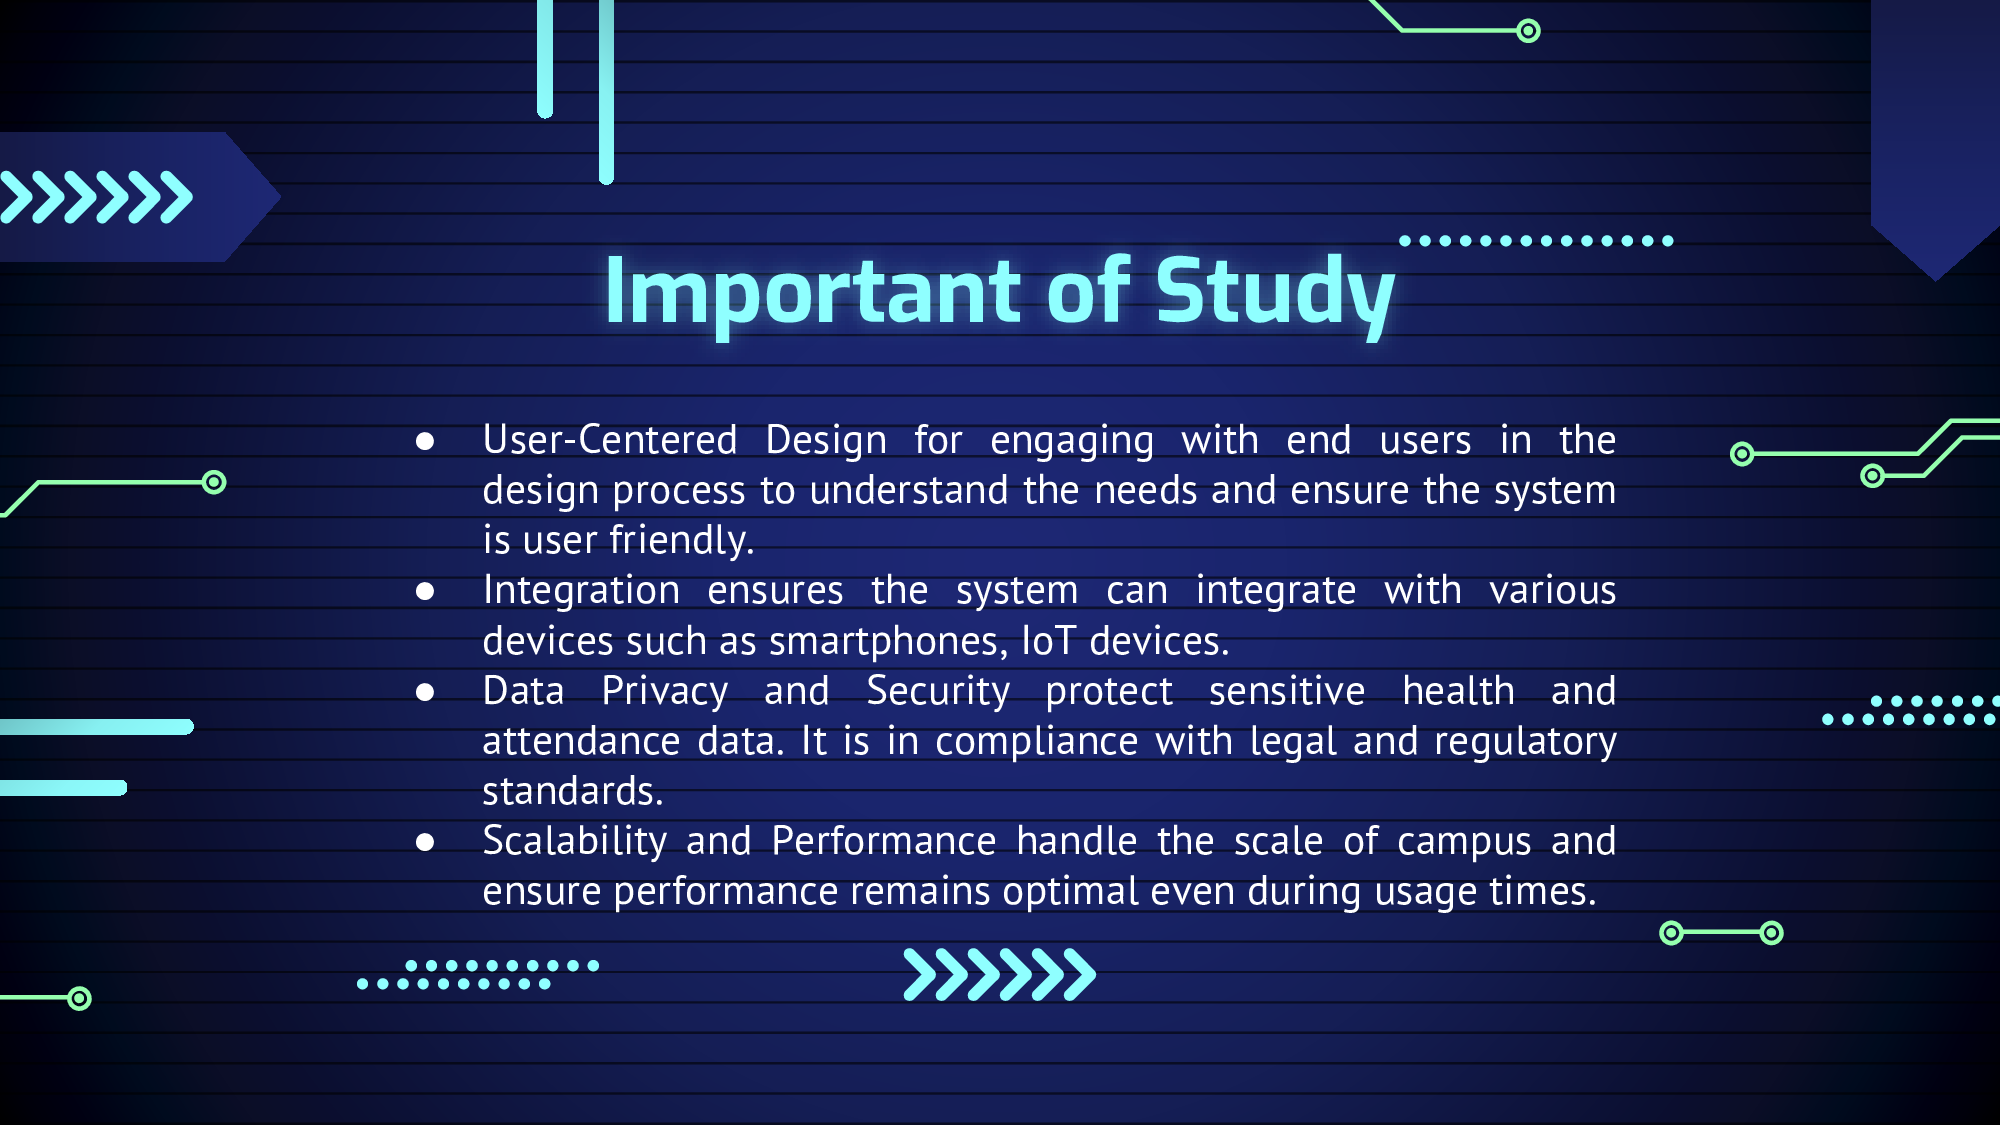 Important of Study
● User-Centered Design for engaging with end users in the
design process to understand the needs and ensure the system
is user friendly.
● Integration ensures the system can integrate with various
devices such as smartphones, IoT devices.
● Data Privacy and Security protect sensitive health and
attendance data. It is in compliance with legal and regulatory
standards.
● Scalability and Performance handle the scale of campus and
ensure performance remains optimal even during usage times.